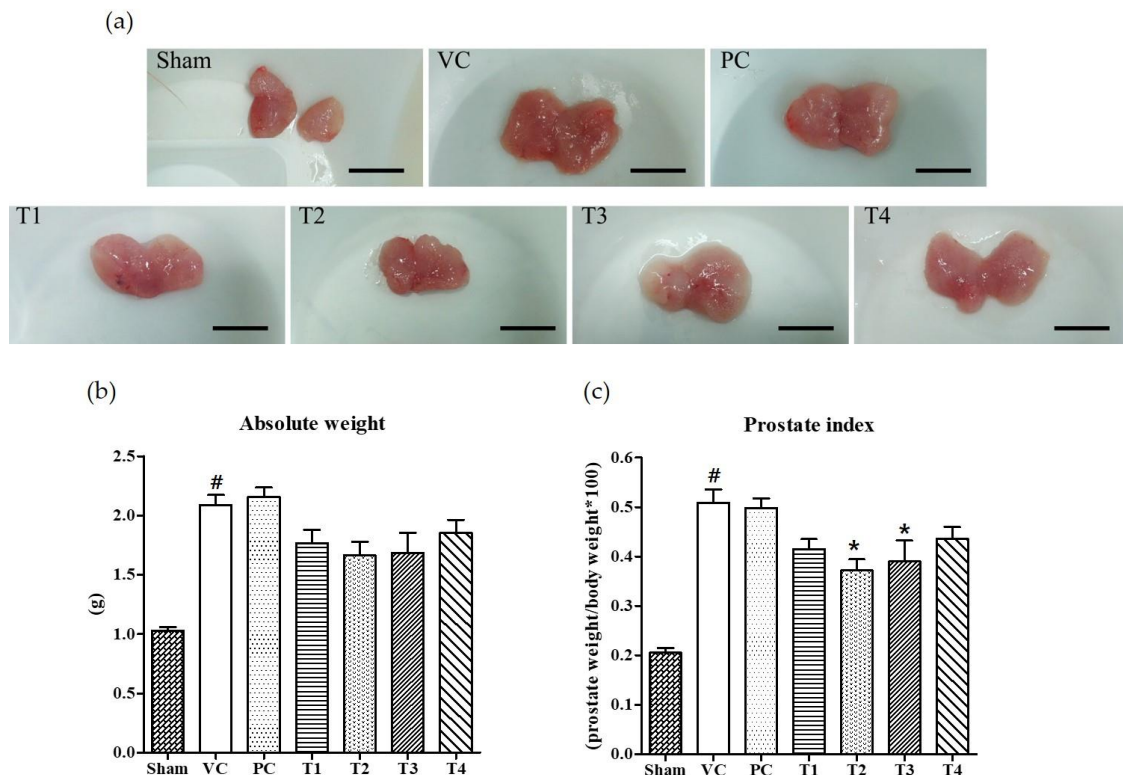 (a)
Sham
VC
PC
T1
T2
T3
T4
(b)
Absolute weight
(g)
2.5
2.0
1.5
1.0
0.5
0.0
#
Sham VC PC T1 T2 T3 T4
(c)
Prostate index
(prostate weight/body weight*100)
0.6
0.5
0.4
0.3
0.2
0.1
0.0
#
*
*
Sham VC PC T1 T2 T3 T4